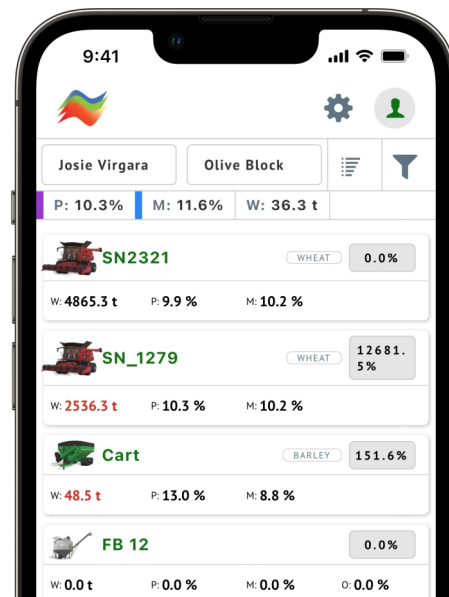 9:41
Josie Virgara Olive Block
P: 10.3% M: 11.6% W: 36.3 t
SN2321 WHEAT 0.0%
W: 4865.3 t P: 9.9 % M: 10.2 %
SN_1279 WHEAT 12681.
5%
W: 2536.3 t P: 10.3 % M: 10.2 %
Cart BARLEY 151.6%
W: 48.5 t P: 13.0 % M: 8.8 %
FB 12 0.0%
W: 0.0 t P: 0.0 % M: 0.0 % O: 0.0 %